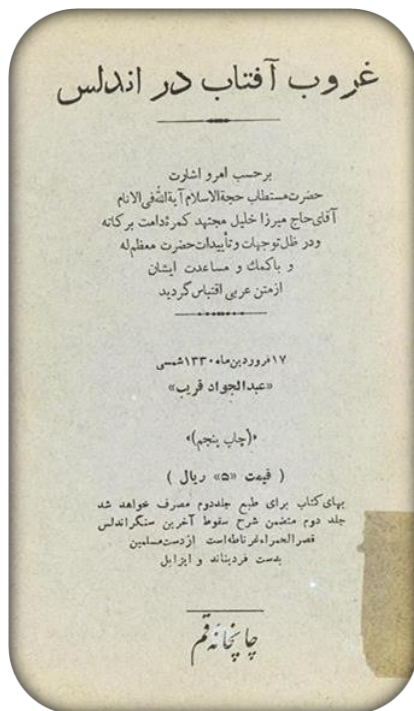 غروب آفتاب در اندلس
برحسب امر و اشارت
حضرت مستطاب حجة الاسلام آیة الله فی الانام
آقای حاج میرزا خلیل مجتهد کمرهٔ دامت برکاته
و در ظل توجهات و تأییدات حضرت معظم له
و با کمك و مساعدت ایشان
از متن عربی اقتباس گردید
۱۷ فروردین ماه ۱۳۳۰ شمسی
«عبدالجواد قریب»
«(چاپ پنجم)»
( قیمت «۵» ریال )
بهای کتاب برای طبع جلد دوم مصرف خواهد شد
جلد دوم متضمن شرح سقوط آخرین سنگر اندلس
قصر الحمراء غرناطه است از دست مسلمین
بدست فردیناند و ایزابل
چاپخانه قم